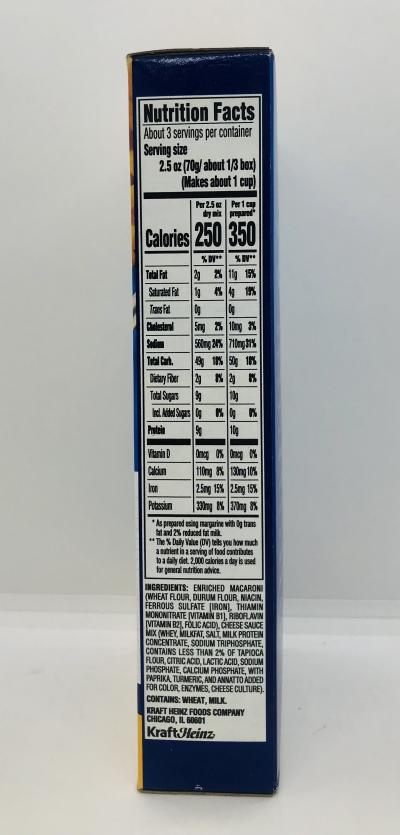 Nutrition Facts
About 3 servings per container
Serving size
2.5 oz (70g/ about 1/3 box)
(Makes about 1 cup)
Per 2.5 oz dry mix Per 1 cup prepared*
Calories 250 350
% DV** % DV**
Total Fat 2g 2% 11g 15%
Saturated Fat 1g 4% 4g 19%
Trans Fat 0g 0g
Cholesterol 5mg 2% 10mg 3%
Sodium 560mg 24% 710mg 31%
Total Carb. 49g 18% 50g 18%
Dietary Fiber 2g 8% 2g 8%
Total Sugars 9g 10g
Incl. Added Sugars 0g 0% 0g 0%
Protein 9g 10g
Vitamin D 0mcg 0% 0mcg 0%
Calcium 110mg 8% 130mg 10%
Iron 2.5mg 15% 2.5mg 15%
Potassium 330mg 8% 370mg 8%
* As prepared using margarine with 0g trans
fat and 2% reduced fat milk.
** The % Daily Value (DV) tells you how much
a nutrient in a serving of food contributes
to a daily diet. 2,000 calories a day is used
for general nutrition advice.
INGREDIENTS: ENRICHED MACARONI
(WHEAT FLOUR, DURUM FLOUR, NIACIN,
FERROUS SULFATE [IRON], THIAMIN
MONONITRATE [VITAMIN B1], RIBOFLAVIN
[VITAMIN B2], FOLIC ACID), CHEESE SAUCE
MIX (WHEY, MILKFAT, SALT, MILK PROTEIN
CONCENTRATE, SODIUM TRIPHOSPHATE,
CONTAINS LESS THAN 2% OF TAPIOCA
FLOUR, CITRIC ACID, LACTIC ACID, SODIUM
PHOSPHATE, CALCIUM PHOSPHATE, WITH
PAPRIKA, TURMERIC, AND ANNATTO ADDED
FOR COLOR, ENZYMES, CHEESE CULTURE).
CONTAINS: WHEAT, MILK.
KRAFT HEINZ FOODS COMPANY
CHICAGO, IL 60601
KraftHeinz